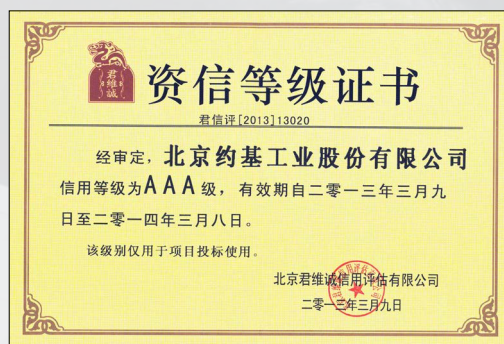 君维诚
资信等级证书
君信评[2013]13020
经审定，北京约基工业股份有限公司
信用等级为AAA级，有效期自二零一三年三月九
日至二零一四年三月八日。
该级别仅用于项目投标使用。
北京君维诚信用评估有限公司
二零一三年三月九日